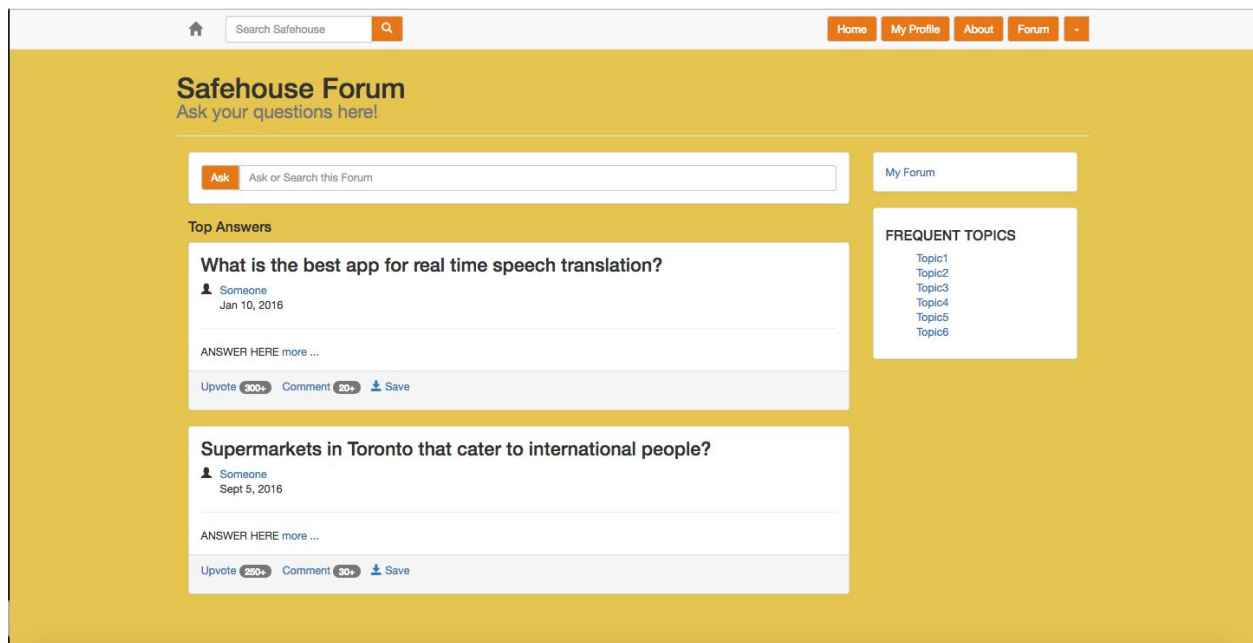 Search Safehouse
Home My Profile About Forum
Safehouse Forum
Ask your questions here!
Ask Ask or Search this Forum
My Forum
Top Answers
What is the best app for real time speech translation?
Someone
Jan 10, 2016
ANSWER HERE more ...
Upvote 300+ Comment 20+ Save
FREQUENT TOPICS
Topic1
Topic2
Topic3
Topic4
Topic5
Topic6
Supermarkets in Toronto that cater to international people?
Someone
Sept 5, 2016
ANSWER HERE more ...
Upvote 250+ Comment 30+ Save